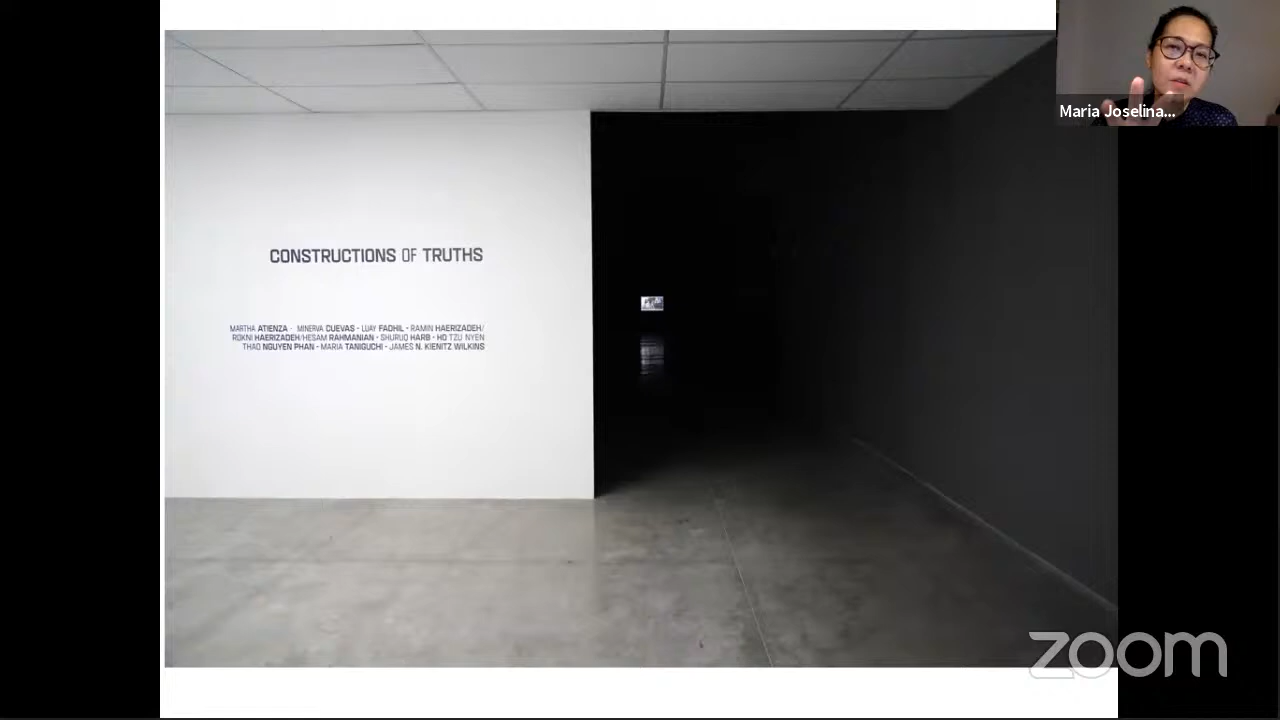 Maria Joselina...
CONSTRUCTIONS OF TRUTHS
MARTHA ATIENZA - MINERVA CUEVAS - LUAY FADHIL - RAMIN HAERIZADEH/
ROKNI HAERIZADEH/HESAM RAHMANIAN - SHURUQ HARB - HO TZU NYEN
THAO NGUYEN PHAN - MARIA TANIGUCHI - JAMES N. KIENITZ WILKINS
zoom